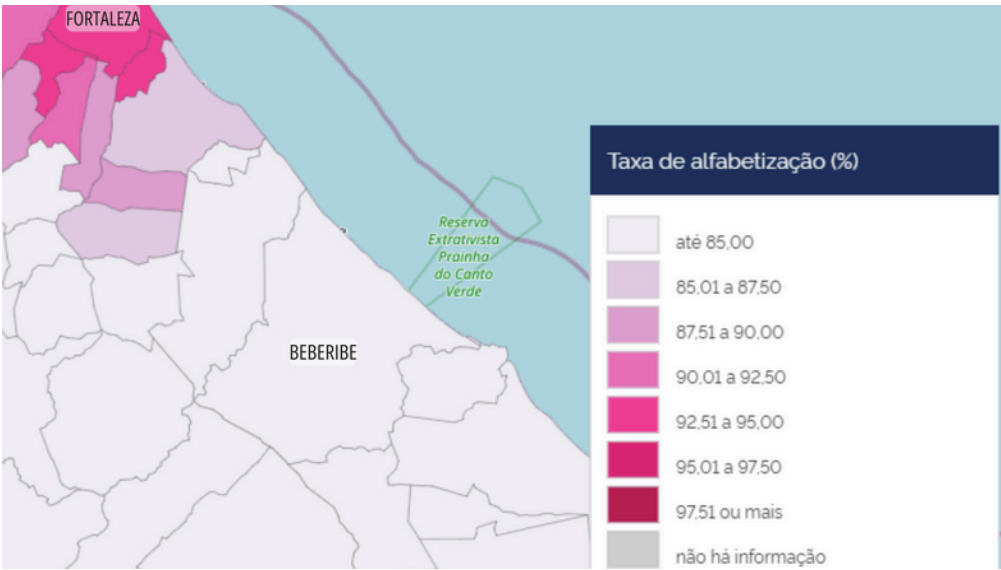 FORTALEZA
Reserva
Extrativista
Prainha
do Canto
Verde
BEBERIBE
Taxa de alfabetização (%)
até 85,00
85,01 a 87,50
87,51 a 90,00
90,01 a 92,50
92,51 a 95,00
95,01 a 97,50
97,51 ou mais
não há informação